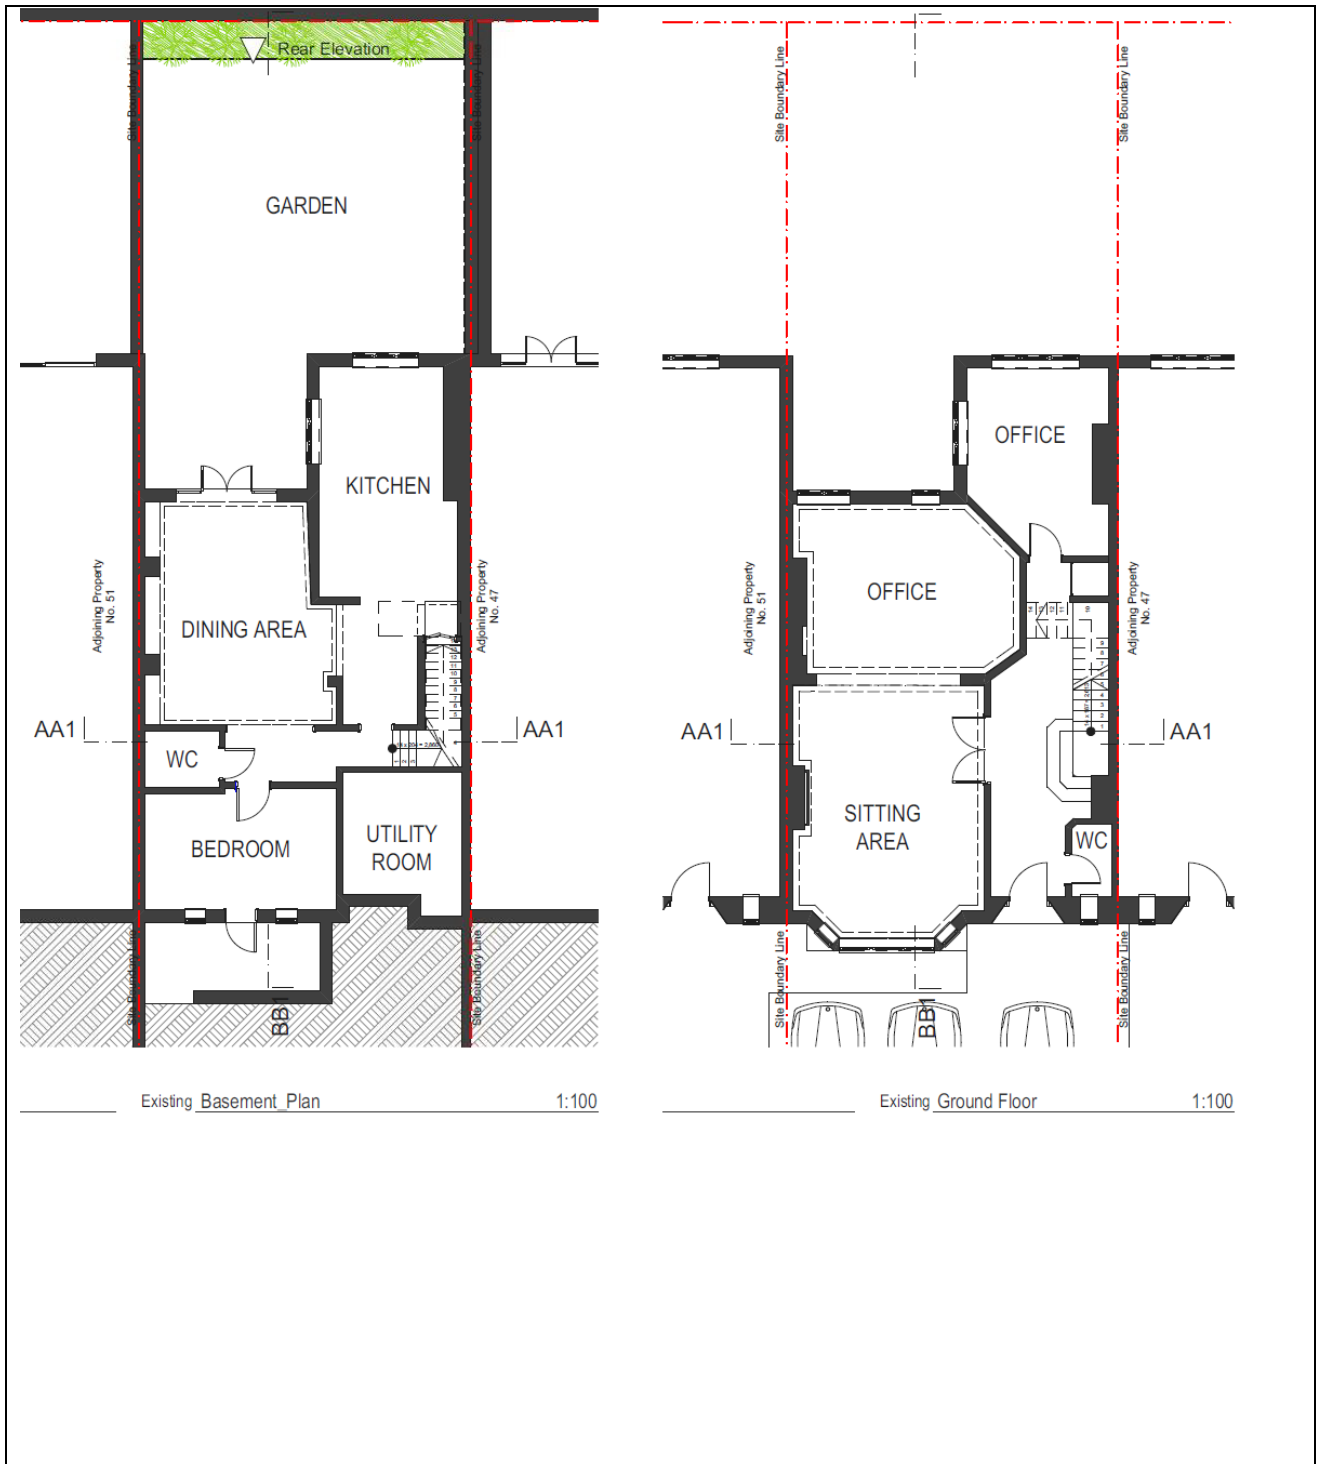 Rear Elevation
Site Boundary Line
Site Boundary Line
GARDEN
KITCHEN
DINING AREA
Adjoining Property
No. 51
Adjoining Property
No. 47
AA1
AA1
WC
BEDROOM
UTILITY
ROOM
Site Boundary Line
Site Boundary Line
BB1
Existing Basement_Plan
1:100
Site Boundary Line
Site Boundary Line
OFFICE
OFFICE
Adjoining Property
No. 51
Adjoining Property
No. 47
AA1
AA1
SITTING
AREA
WC
Site Boundary Line
Site Boundary Line
BB1
Existing Ground Floor
1:100